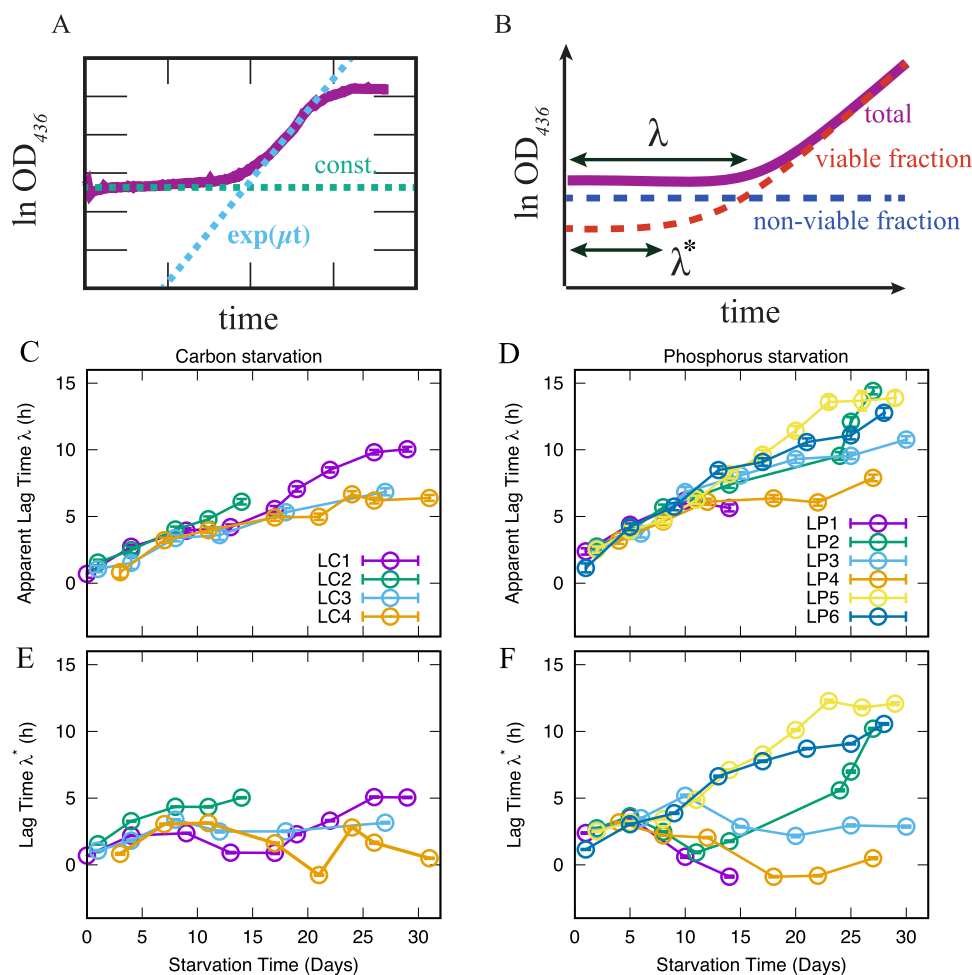 A
ln OD436
const.
exp(μt)
time
B
ln OD436
λ
total
viable fraction
non-viable fraction
λ*
time
C
Carbon starvation
Apparent Lag Time λ (h)
15
10
5
0
LC1
LC2
LC3
LC4
D
Phosphorus starvation
Apparent Lag Time λ (h)
15
10
5
0
LP1
LP2
LP3
LP4
LP5
LP6
E
Lag Time λ* (h)
15
10
5
0
0 5 10 15 20 25 30
Starvation Time (Days)
F
Lag Time λ* (h)
15
10
5
0
0 5 10 15 20 25 30
Starvation Time (Days)